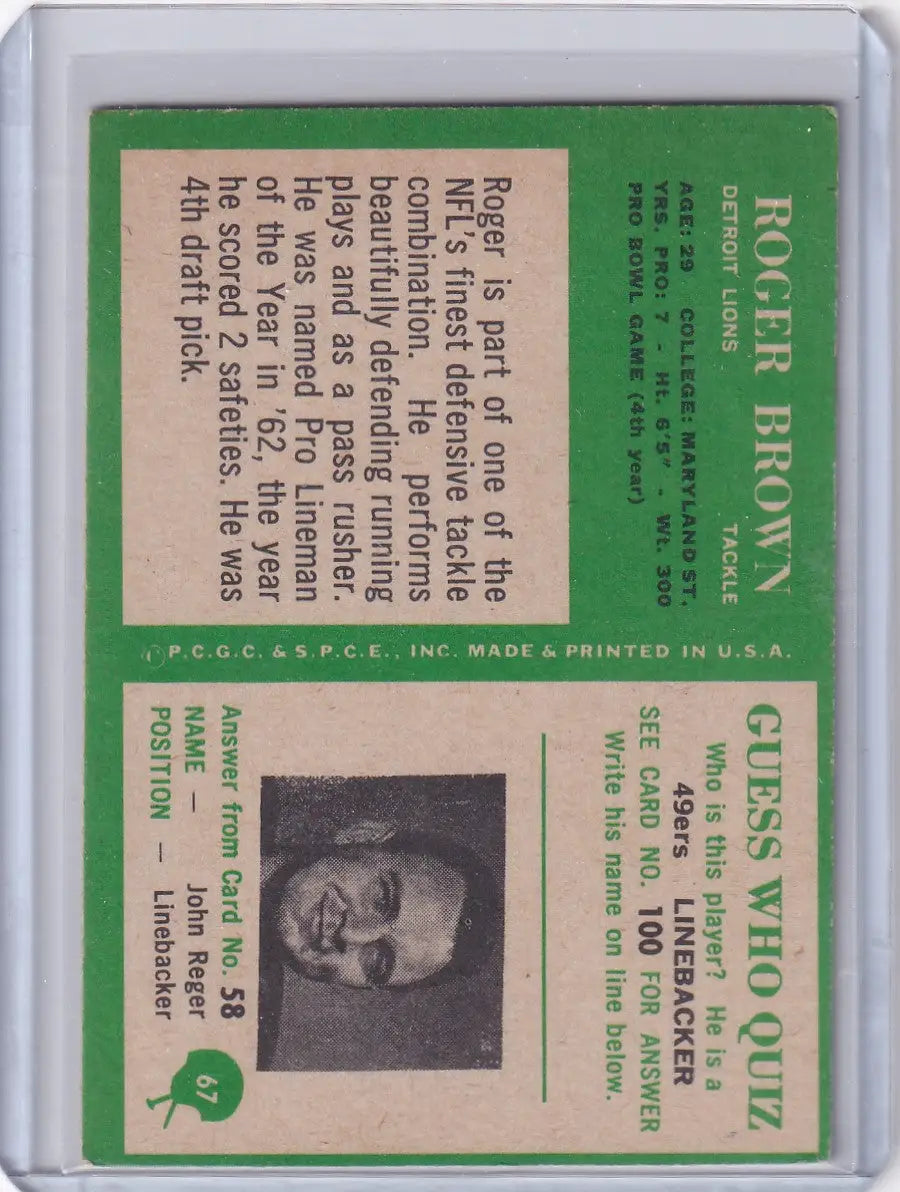 ROGER BROWN
DETROIT LIONS TACKLE
AGE: 29 COLLEGE: MARYLAND ST.
YRS. PRO: 7 - Ht. 6'5" - Wt. 300
PRO BOWL GAME (4th year)
Roger is part of one of the
NFL's finest defensive tackle
combination. He performs
beautifully defending running
plays and as a pass rusher.
He was named Pro Lineman
of the Year in '62, the year
he scored 2 safeties. He was
4th draft pick.
©P.C.G.C. & S.P.C.E., INC. MADE & PRINTED IN U.S.A.
GUESS WHO QUIZ
Who is this player? He is a
49ers LINEBACKER
SEE CARD NO. 100 FOR ANSWER
Write his name on line below.
Answer from Card No. 58
NAME — John Reger
POSITION — Linebacker
67